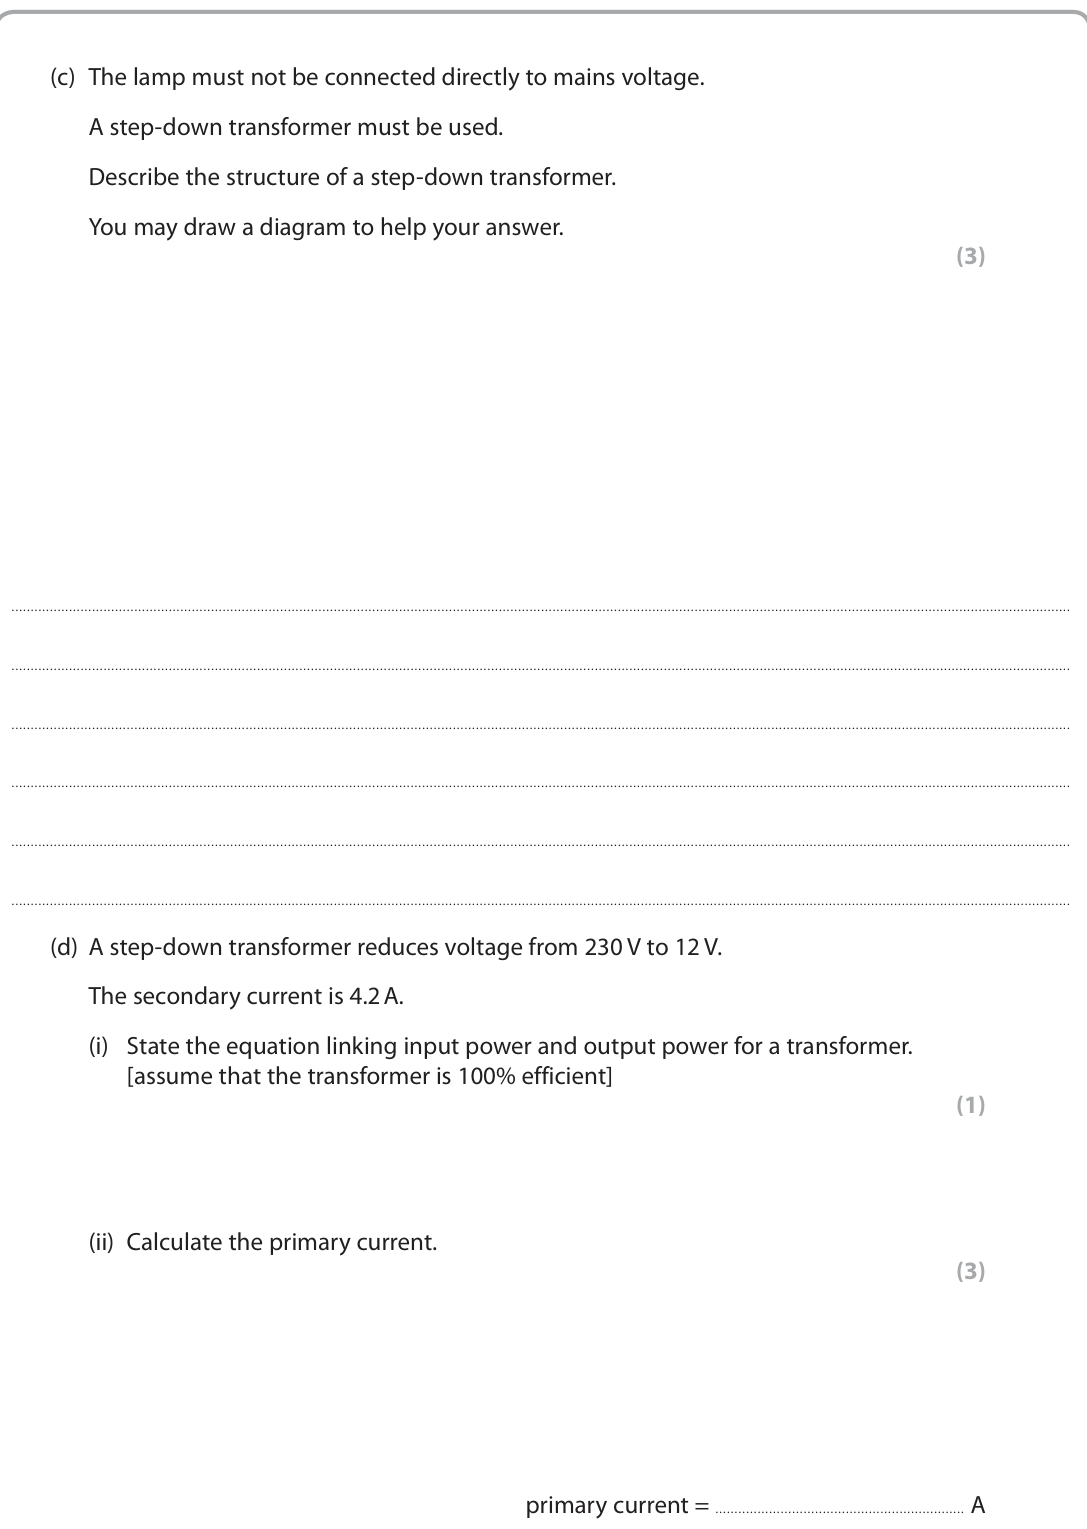 (c) The lamp must not be connected directly to mains voltage.
A step-down transformer must be used.
Describe the structure of a step-down transformer.
You may draw a diagram to help your answer.
(3)
(d) A step-down transformer reduces voltage from 230 V to 12 V.
The secondary current is 4.2 A.
(i) State the equation linking input power and output power for a transformer.
[assume that the transformer is 100% efficient]
(1)
(ii) Calculate the primary current.
(3)
primary current = ............................................................ A